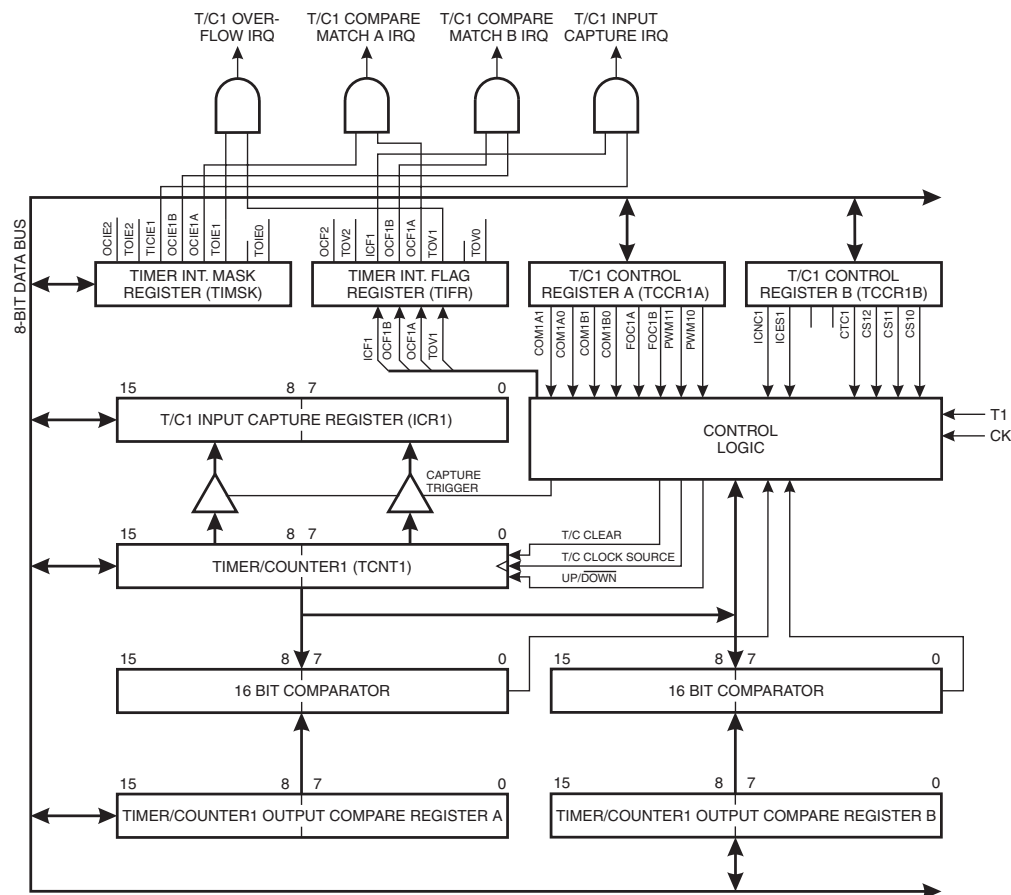 T/C1 OVER-
FLOW IRQ
T/C1 COMPARE
MATCH A IRQ
T/C1 COMPARE
MATCH B IRQ
T/C1 INPUT
CAPTURE IRQ
8-BIT DATA BUS
OCIE2
TOIE2
TICIE1
OCIE1B
OCIE1A
TOIE1
TOIE0
OCF2
TOV2
ICF1
OCF1B
OCF1A
TOV1
TOV0
TIMER INT. MASK
REGISTER (TIMSK)
TIMER INT. FLAG
REGISTER (TIFR)
T/C1 CONTROL
REGISTER A (TCCR1A)
T/C1 CONTROL
REGISTER B (TCCR1B)
ICF1
OCF1B
OCF1A
TOV1
COM1A1
COM1A0
COM1B1
COM1B0
FOC1A
FOC1B
PWM11
PWM10
ICNC1
ICES1
CTC1
CS12
CS11
CS10
15 8 7 0
T/C1 INPUT CAPTURE REGISTER (ICR1)
CONTROL
LOGIC
T1
CK
CAPTURE
TRIGGER
15 8 7 0
TIMER/COUNTER1 (TCNT1)
T/C CLEAR
T/C CLOCK SOURCE
UP/DOWN
15 8 7 0
16 BIT COMPARATOR
15 8 7 0
16 BIT COMPARATOR
15 8 7 0
TIMER/COUNTER1 OUTPUT COMPARE REGISTER A
15 8 7 0
TIMER/COUNTER1 OUTPUT COMPARE REGISTER B